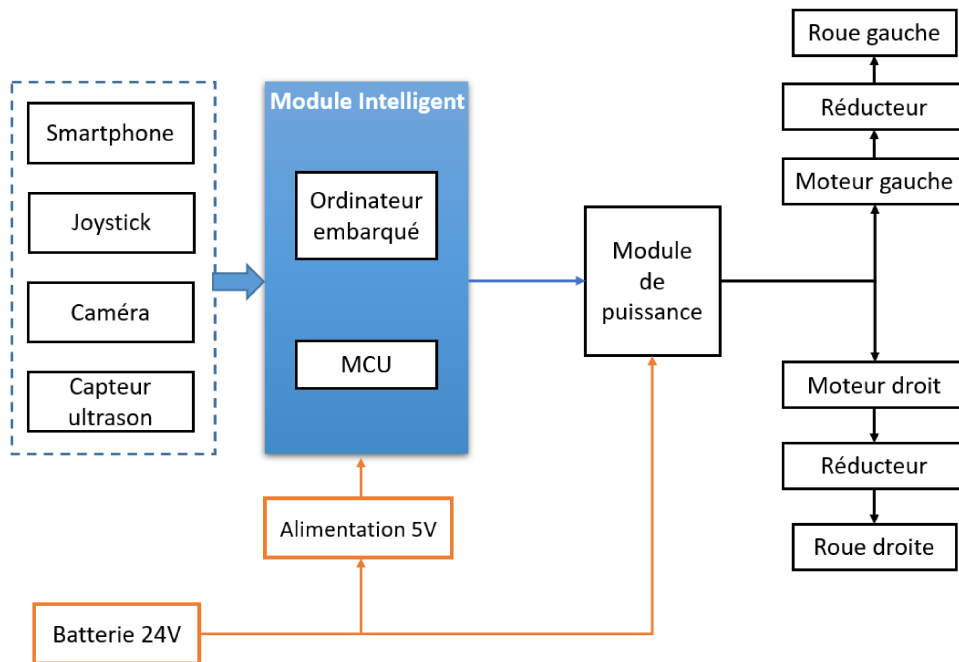 Smartphone
Joystick
Caméra
Capteur
ultrason
Module Intelligent
Ordinateur
embarqué
MCU
Alimentation 5V
Batterie 24V
Module
de
puissance
Roue gauche
Réducteur
Moteur gauche
Moteur droit
Réducteur
Roue droite